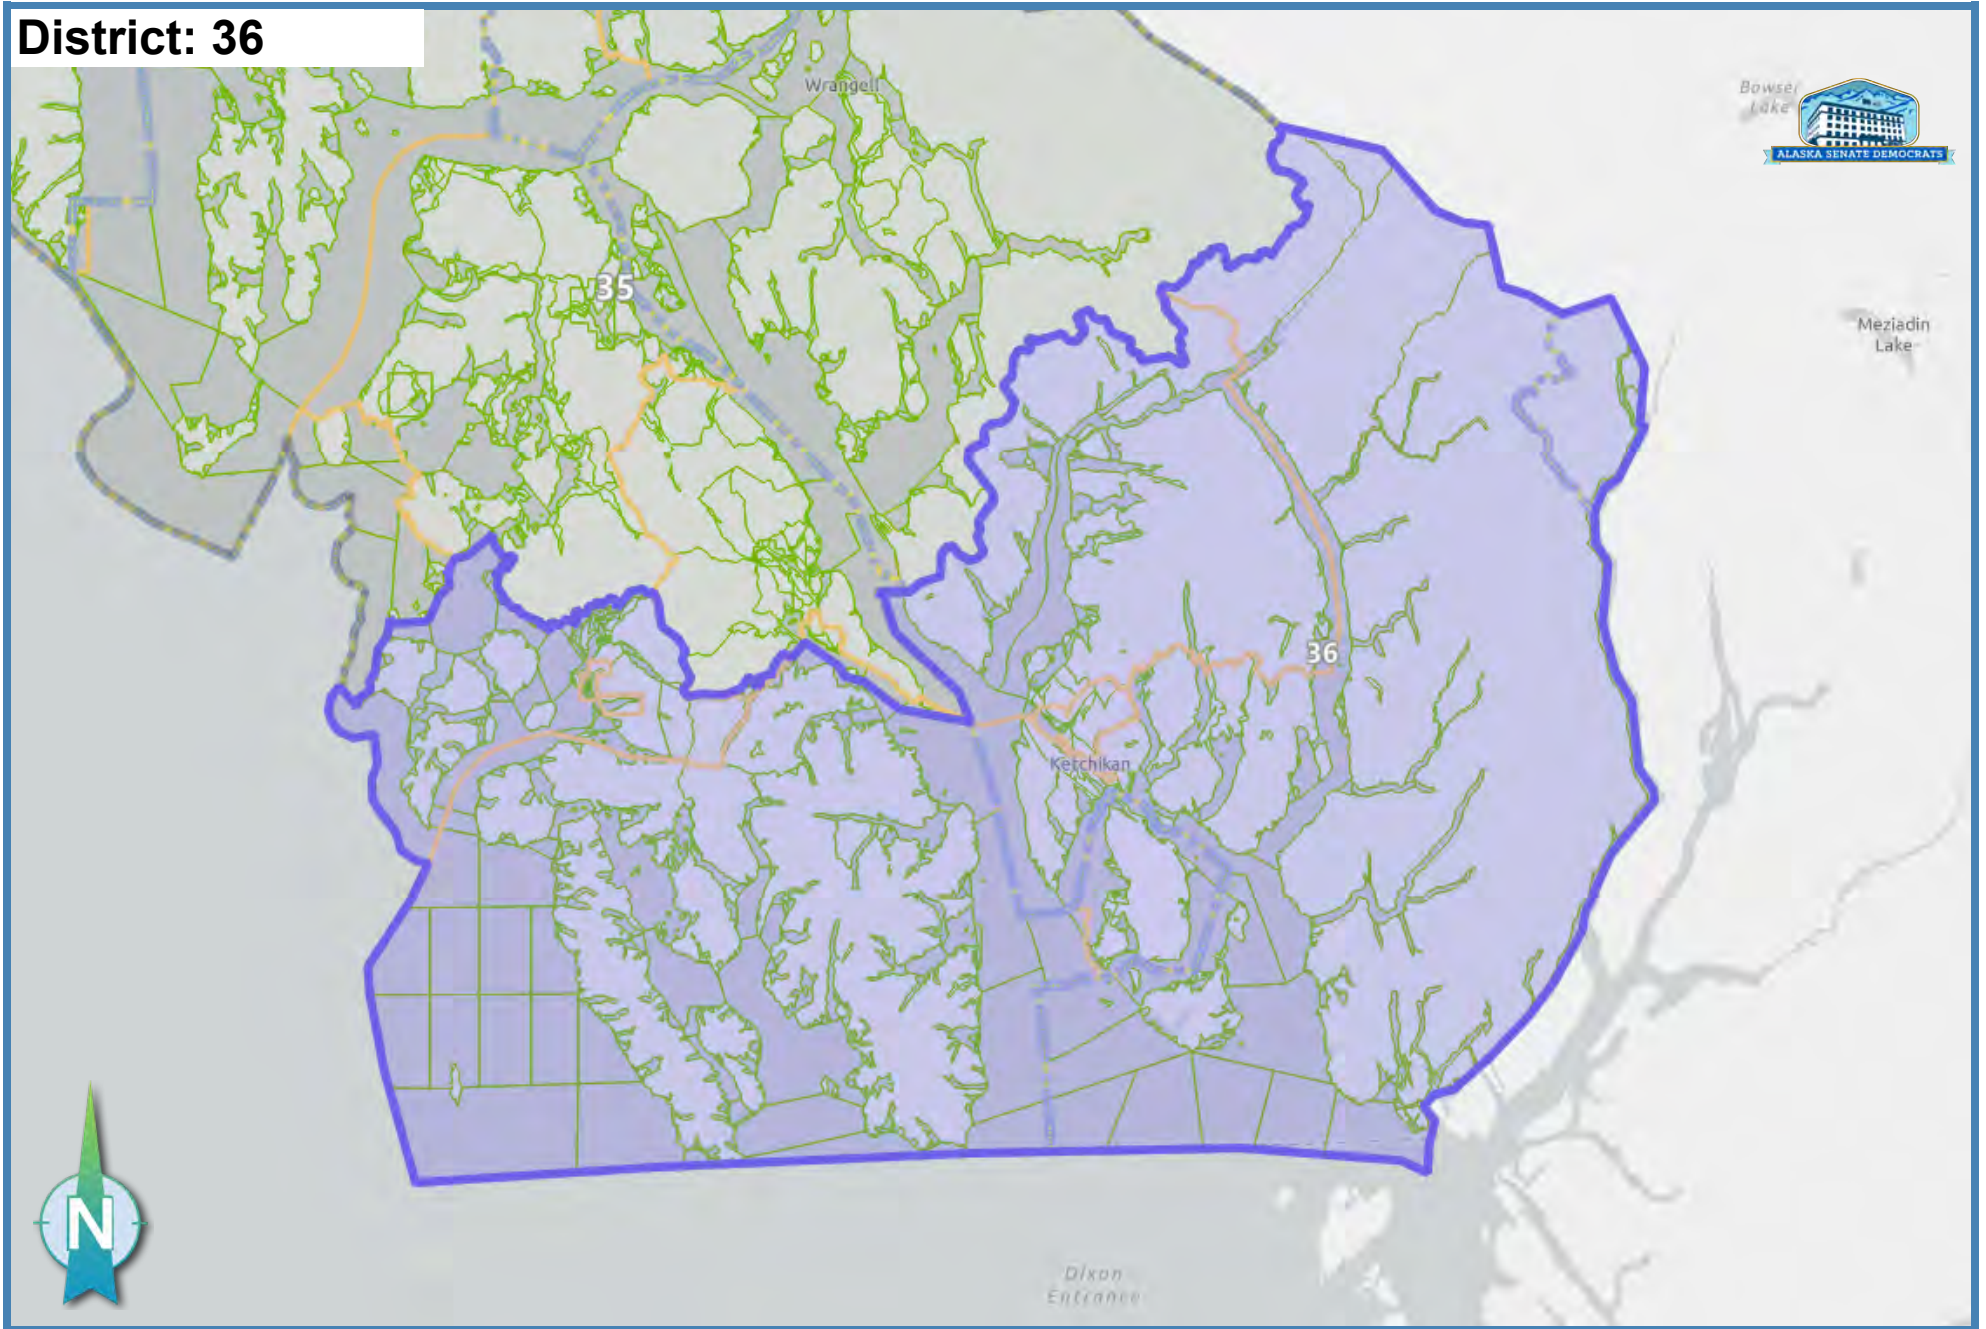 District: 36
Wrangell
Bowser
Lake
ALASKA SENATE DEMOCRATS
35
Meziadin
Lake
36
Ketchikan
N
Dixon
Entrance